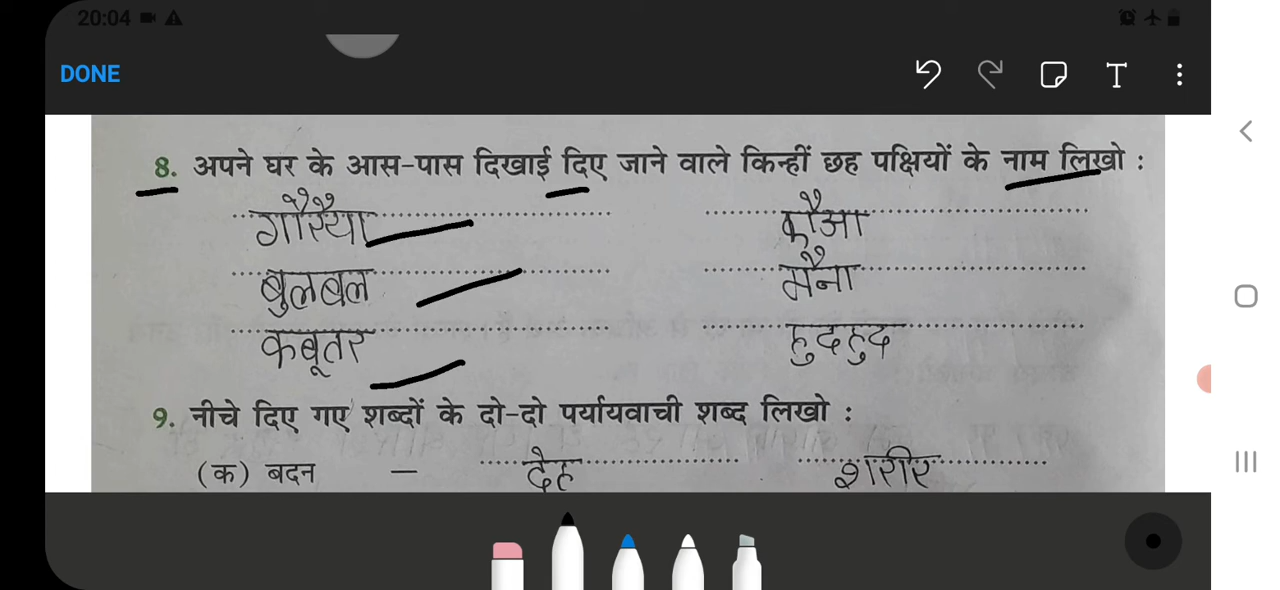 20:04
DONE
T
8. अपने घर के आस-पास दिखाई दिए जाने वाले किन्हीं छह पक्षियों के नाम लिखो :
गौरैया कौआ
बुलबल मैना
कबूतर हुदहुद
9. नीचे दिए गए शब्दों के दो-दो पर्यायवाची शब्द लिखो :
(क) बदन — देह शरीर